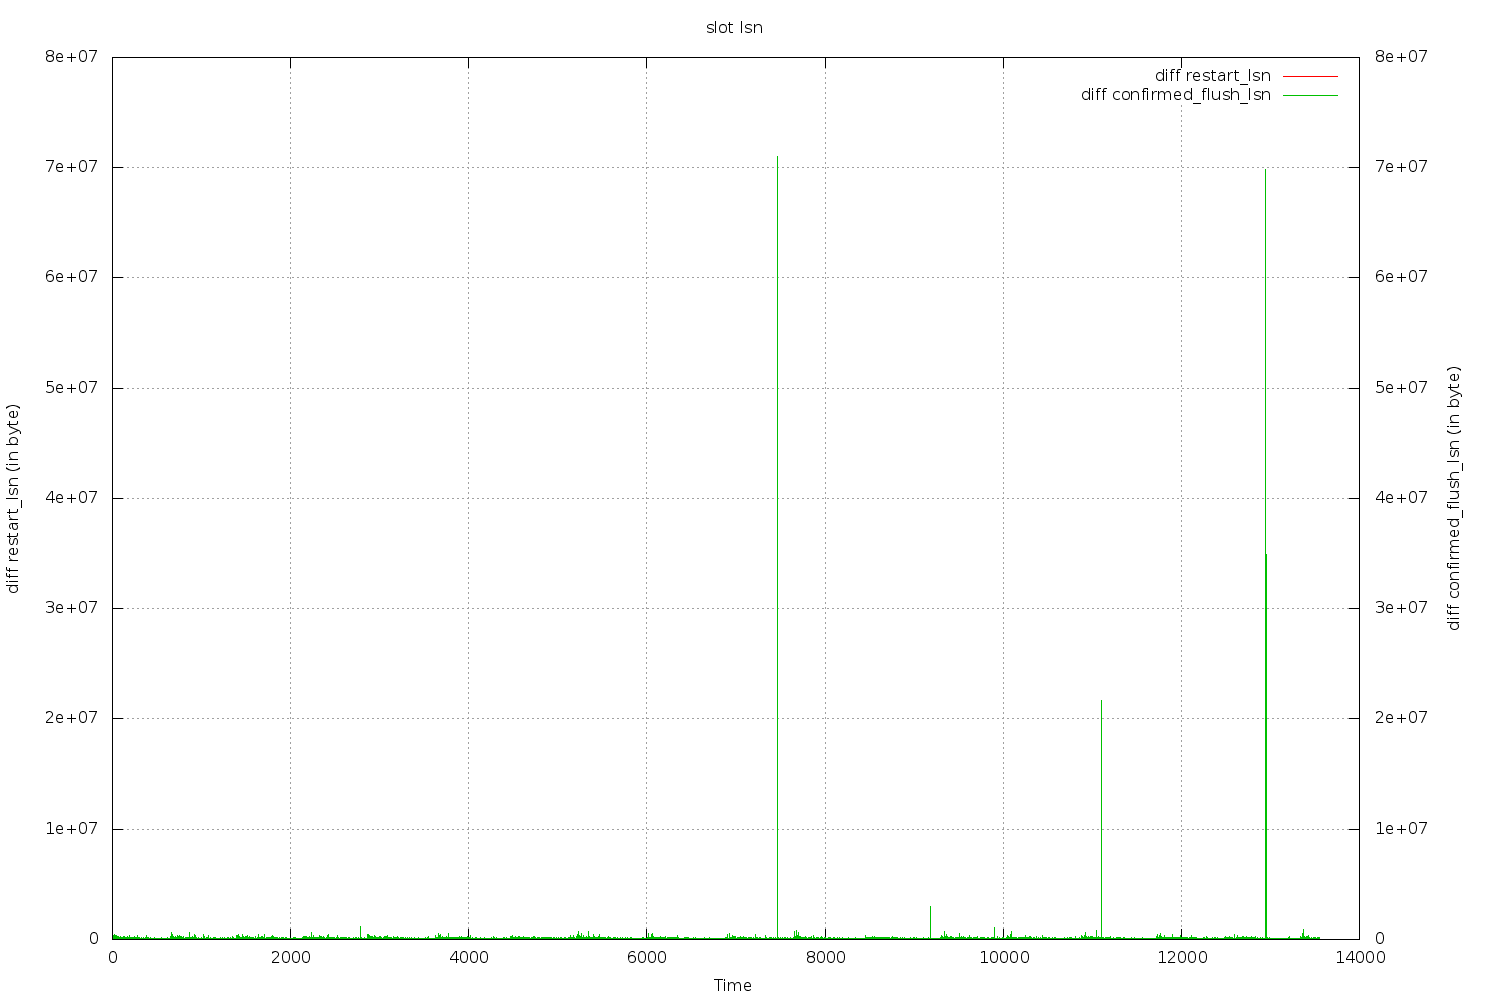 slot lsn
diff restart_lsn
diff confirmed_flush_lsn
8e+07
7e+07
6e+07
5e+07
4e+07
3e+07
2e+07
1e+07
0
8e+07
7e+07
6e+07
5e+07
4e+07
3e+07
2e+07
1e+07
0
diff restart_lsn (in byte)
diff confirmed_flush_lsn (in byte)
0 2000 4000 6000 8000 10000 12000 14000
Time